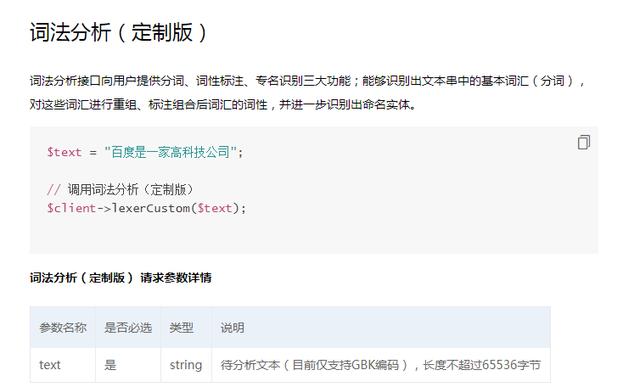 词法分析（定制版）
词法分析接口向用户提供分词、词性标注、专名识别三大功能；能够识别出文本串中的基本词汇（分词），
对这些词汇进行重组、标注组合后词汇的词性，并进一步识别出命名实体。
$text = "百度是一家高科技公司";
// 调用词法分析（定制版）
$client->lexerCustom($text);
词法分析（定制版） 请求参数详情
参数名称 是否必选 类型 说明
text 是 string 待分析文本（目前仅支持GBK编码），长度不超过65536字节